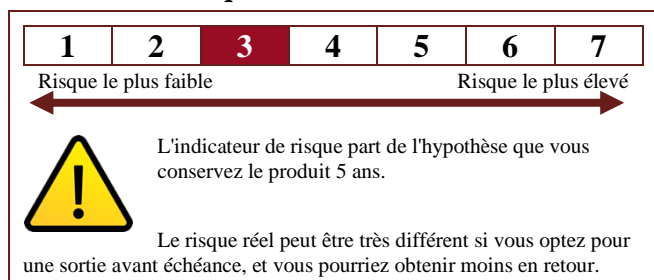 1 2 3 4 5 6 7
Risque le plus faible Risque le plus élevé
L'indicateur de risque part de l'hypothèse que vous
conservez le produit 5 ans.
Le risque réel peut être très différent si vous optez pour
une sortie avant échéance, et vous pourriez obtenir moins en retour.